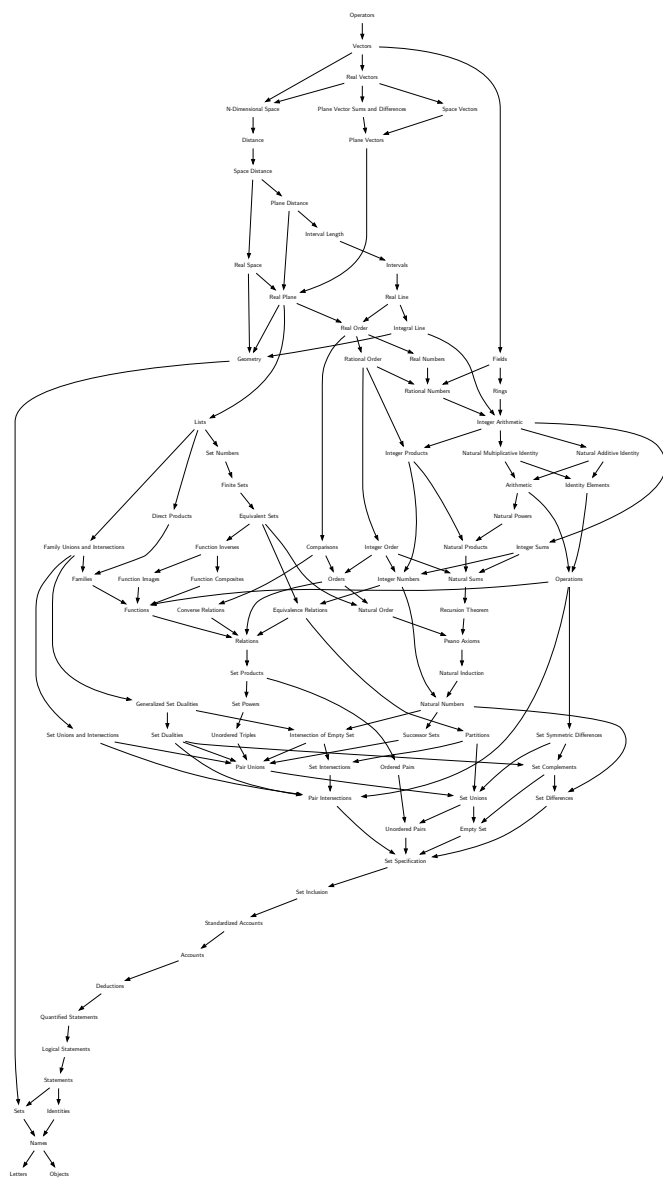 Operators
Vectors
Real Vectors
N-Dimensional Space Plane Vector Sums and Differences Space Vectors
Distance Plane Vectors
Space Distance
Plane Distance
Interval Length
Real Space Intervals
Real Plane Real Line
Real Order Integral Line
Geometry Rational Order Real Numbers Fields
Rational Numbers Rings
Lists Integer Arithmetic
Set Numbers Integer Products Natural Multiplicative Identity Natural Additive Identity
Finite Sets Arithmetic Identity Elements
Direct Products Equivalent Sets Natural Powers
Family Unions and Intersections Function Inverses Comparisons Integer Order Natural Products Integer Sums
Families Function Images Function Composites Orders Integer Numbers Natural Sums Operations
Functions Converse Relations Equivalence Relations Natural Order Recursion Theorem
Relations Peano Axioms
Set Products Natural Induction
Generalized Set Dualities Set Powers Natural Numbers
Set Unions and Intersections Set Dualities Unordered Triples Intersection of Empty Set Successor Sets Partitions Set Symmetric Differences
Pair Unions Set Intersections Ordered Pairs Set Complements
Pair Intersections Set Unions Set Differences
Unordered Pairs Empty Set
Set Specification
Set Inclusion
Standardized Accounts
Accounts
Deductions
Quantified Statements
Logical Statements
Statements
Sets Identities
Names
Letters Objects